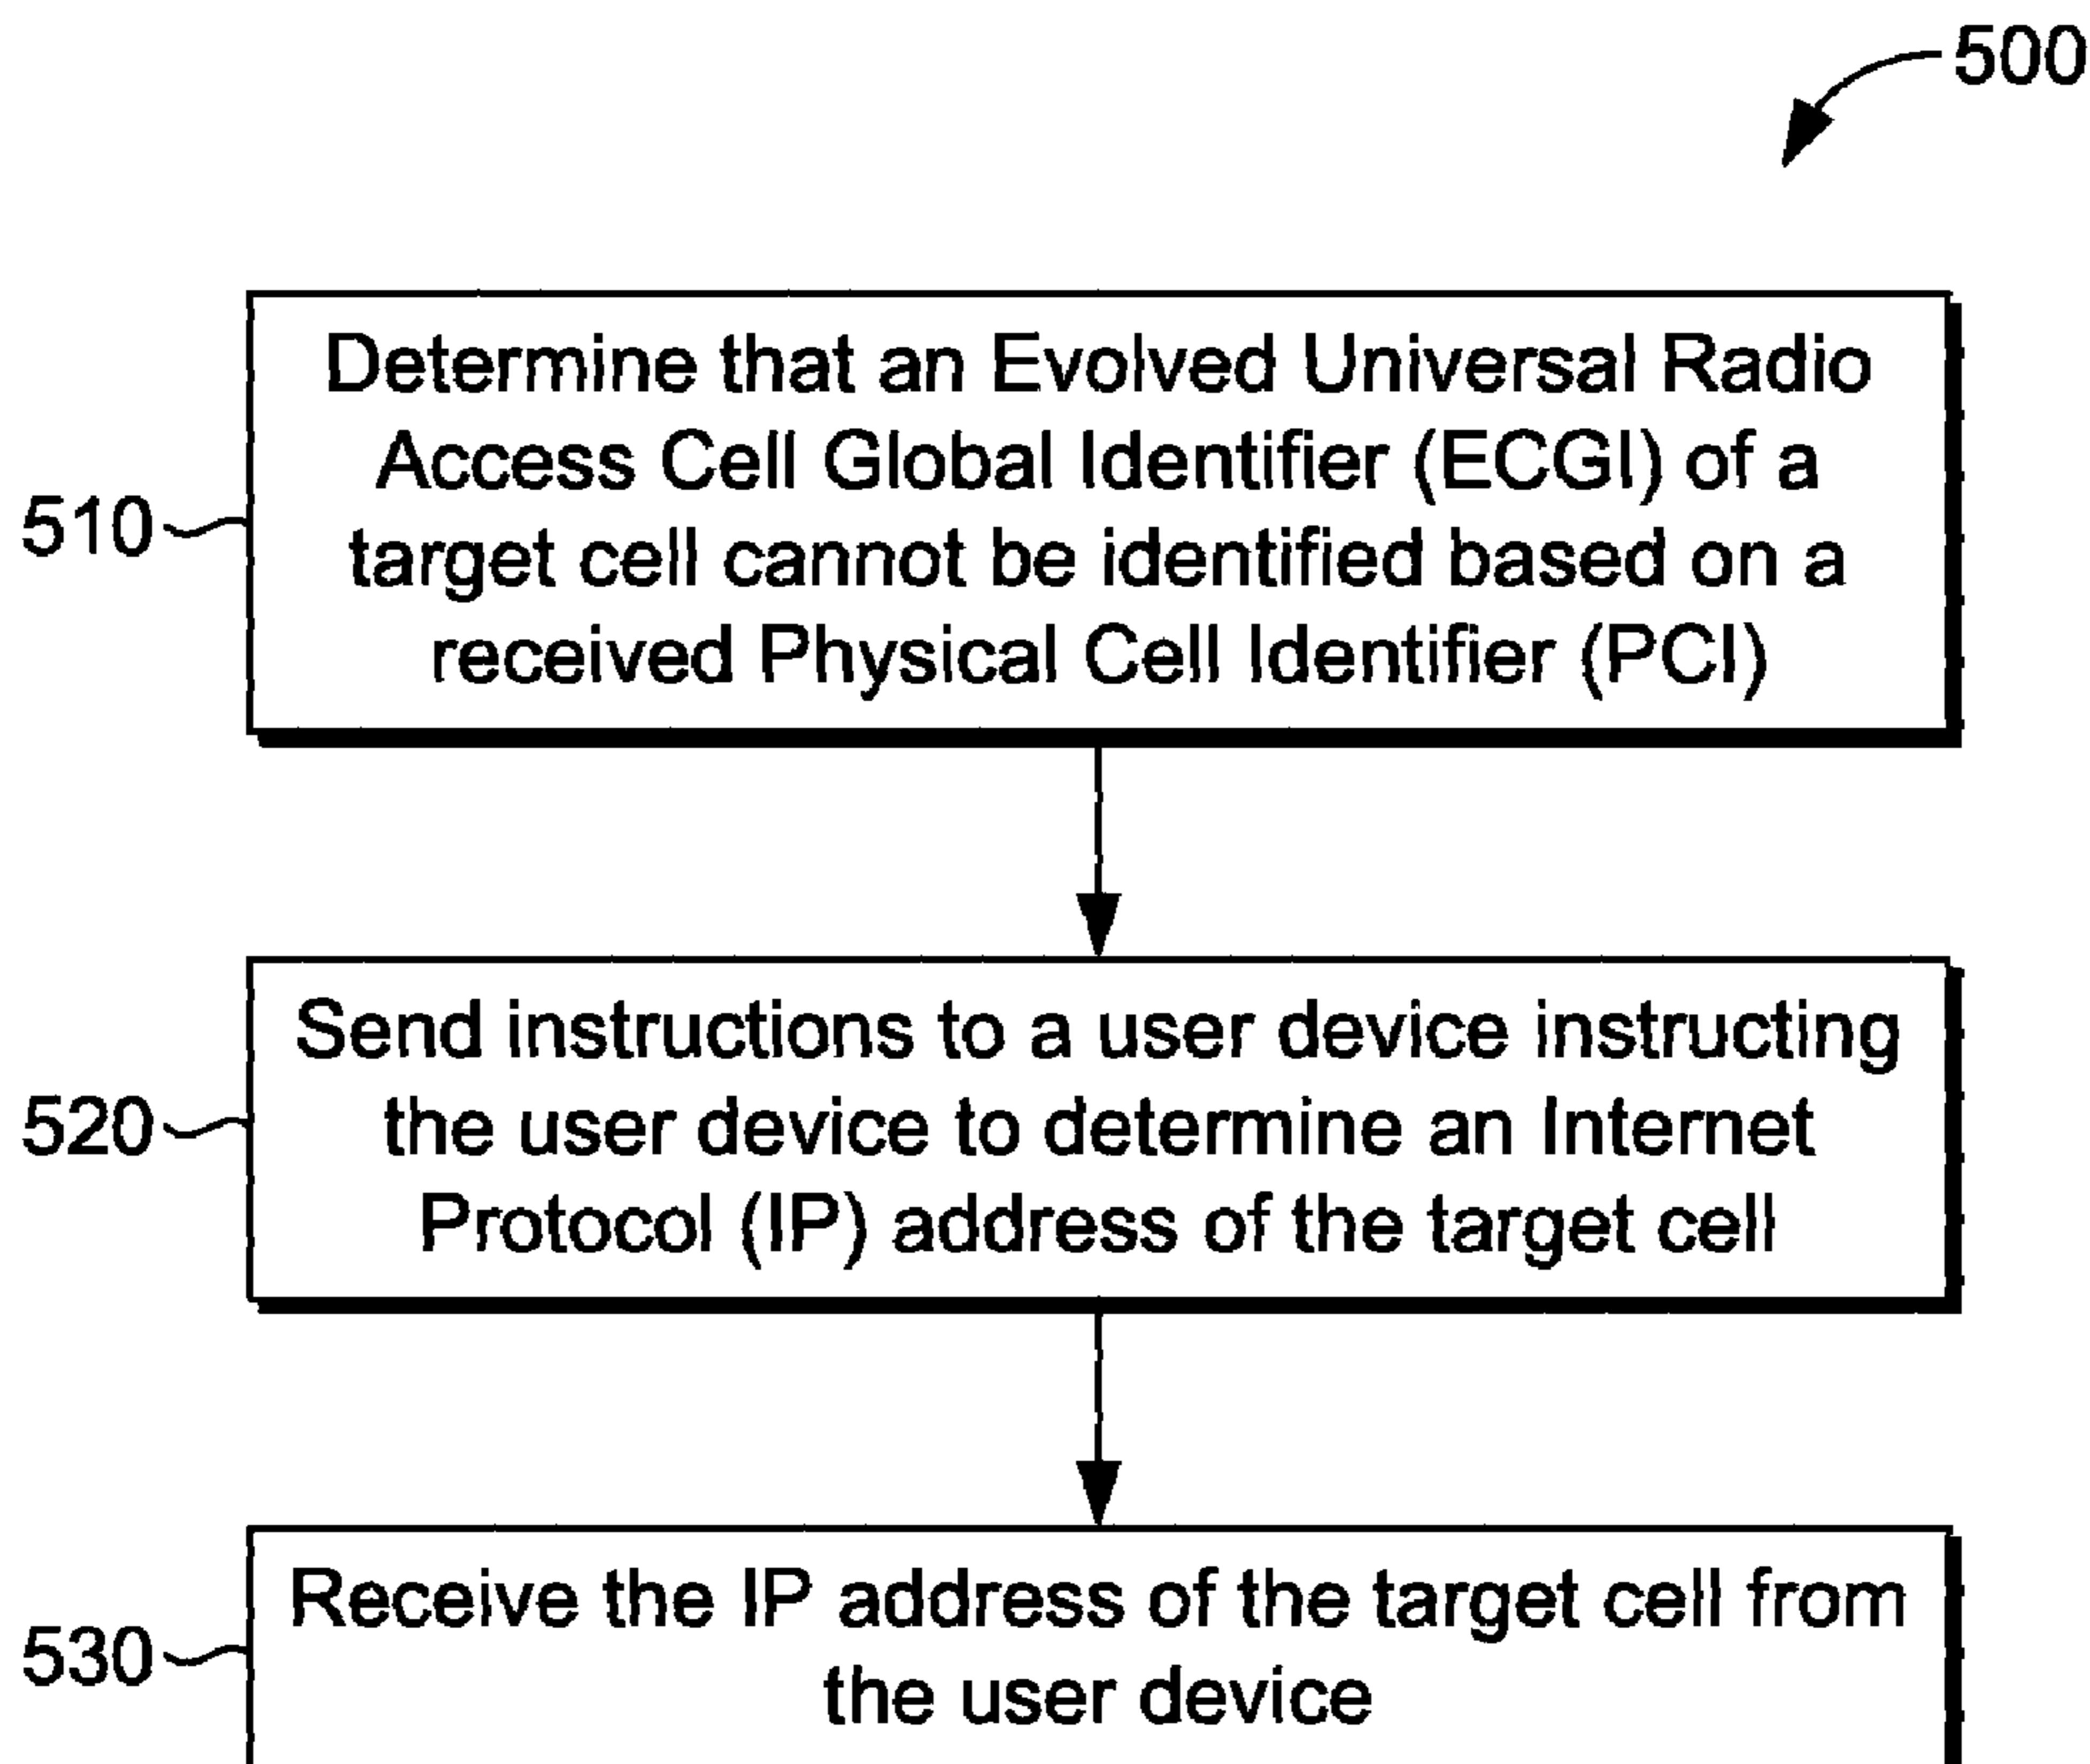 500
Determine that an Evolved Universal Radio
Access Cell Global Identifier (ECGI) of a
target cell cannot be identified based on a
received Physical Cell Identifier (PCI)
510
Send instructions to a user device instructing
the user device to determine an Internet
Protocol (IP) address of the target cell
520
Receive the IP address of the target cell from
the user device
530